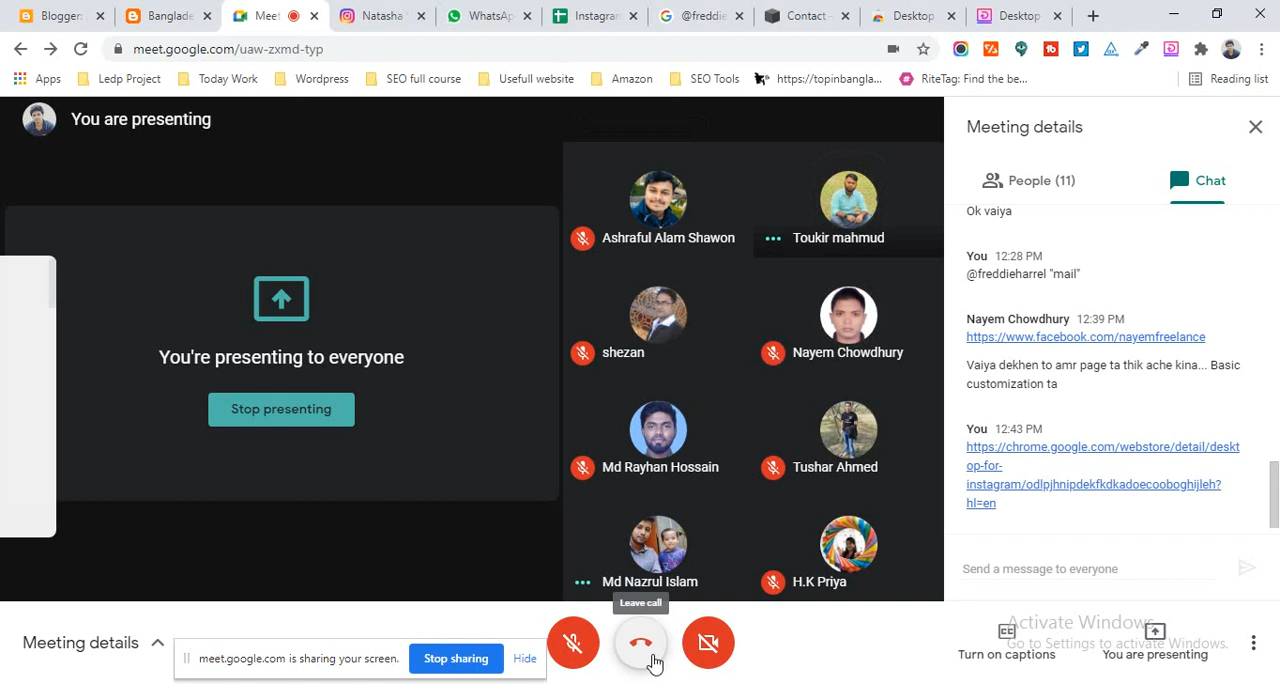 Blogger:
Banglade
Meet
Natasha
WhatsAp
Instagran
@freddie
Contact
Desktop
Desktop
meet.google.com/uaw-zxmd-typ
Apps
Ledp Project
Today Work
Wordpress
SEO full course
Usefull website
Amazon
SEO Tools
https://topinbangla...
RiteTag: Find the be...
Reading list
You are presenting
You're presenting to everyone
Stop presenting
Ashraful Alam Shawon
Toukir mahmud
shezan
Nayem Chowdhury
Md Rayhan Hossain
Tushar Ahmed
Md Nazrul Islam
H.K Priya
Meeting details
People (11)
Chat
Ok vaiya
You 12:28 PM
@freddieharrel "mail"
Nayem Chowdhury 12:39 PM
https://www.facebook.com/nayemfreelance
Vaiya dekhen to amr page ta thik ache kina... Basic
customization ta
You 12:43 PM
https://chrome.google.com/webstore/detail/deskt
op-for-
instagram/odlpjhnipdekfkdkadoecooboghijleh?
hl=en
Send a message to everyone
Leave call
Meeting details
meet.google.com is sharing your screen.
Stop sharing
Hide
CC
Turn on captions
You are presenting
Activate Windows
Go to Settings to activate Windows.